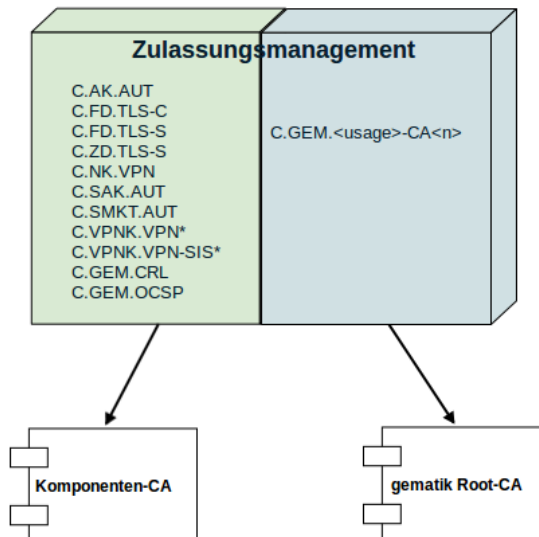 Zulassungsmanagement
C.AK.AUT
C.FD.TLS-C
C.FD.TLS-S
C.ZD.TLS-S
C.NK.VPN
C.SAK.AUT
C.SMKT.AUT
C.VPNK.VPN*
C.VPNK.VPN-SIS*
C.GEM.CRL
C.GEM.OCSP
C.GEM.<usage>-CA<n>
Komponenten-CA
gematik Root-CA